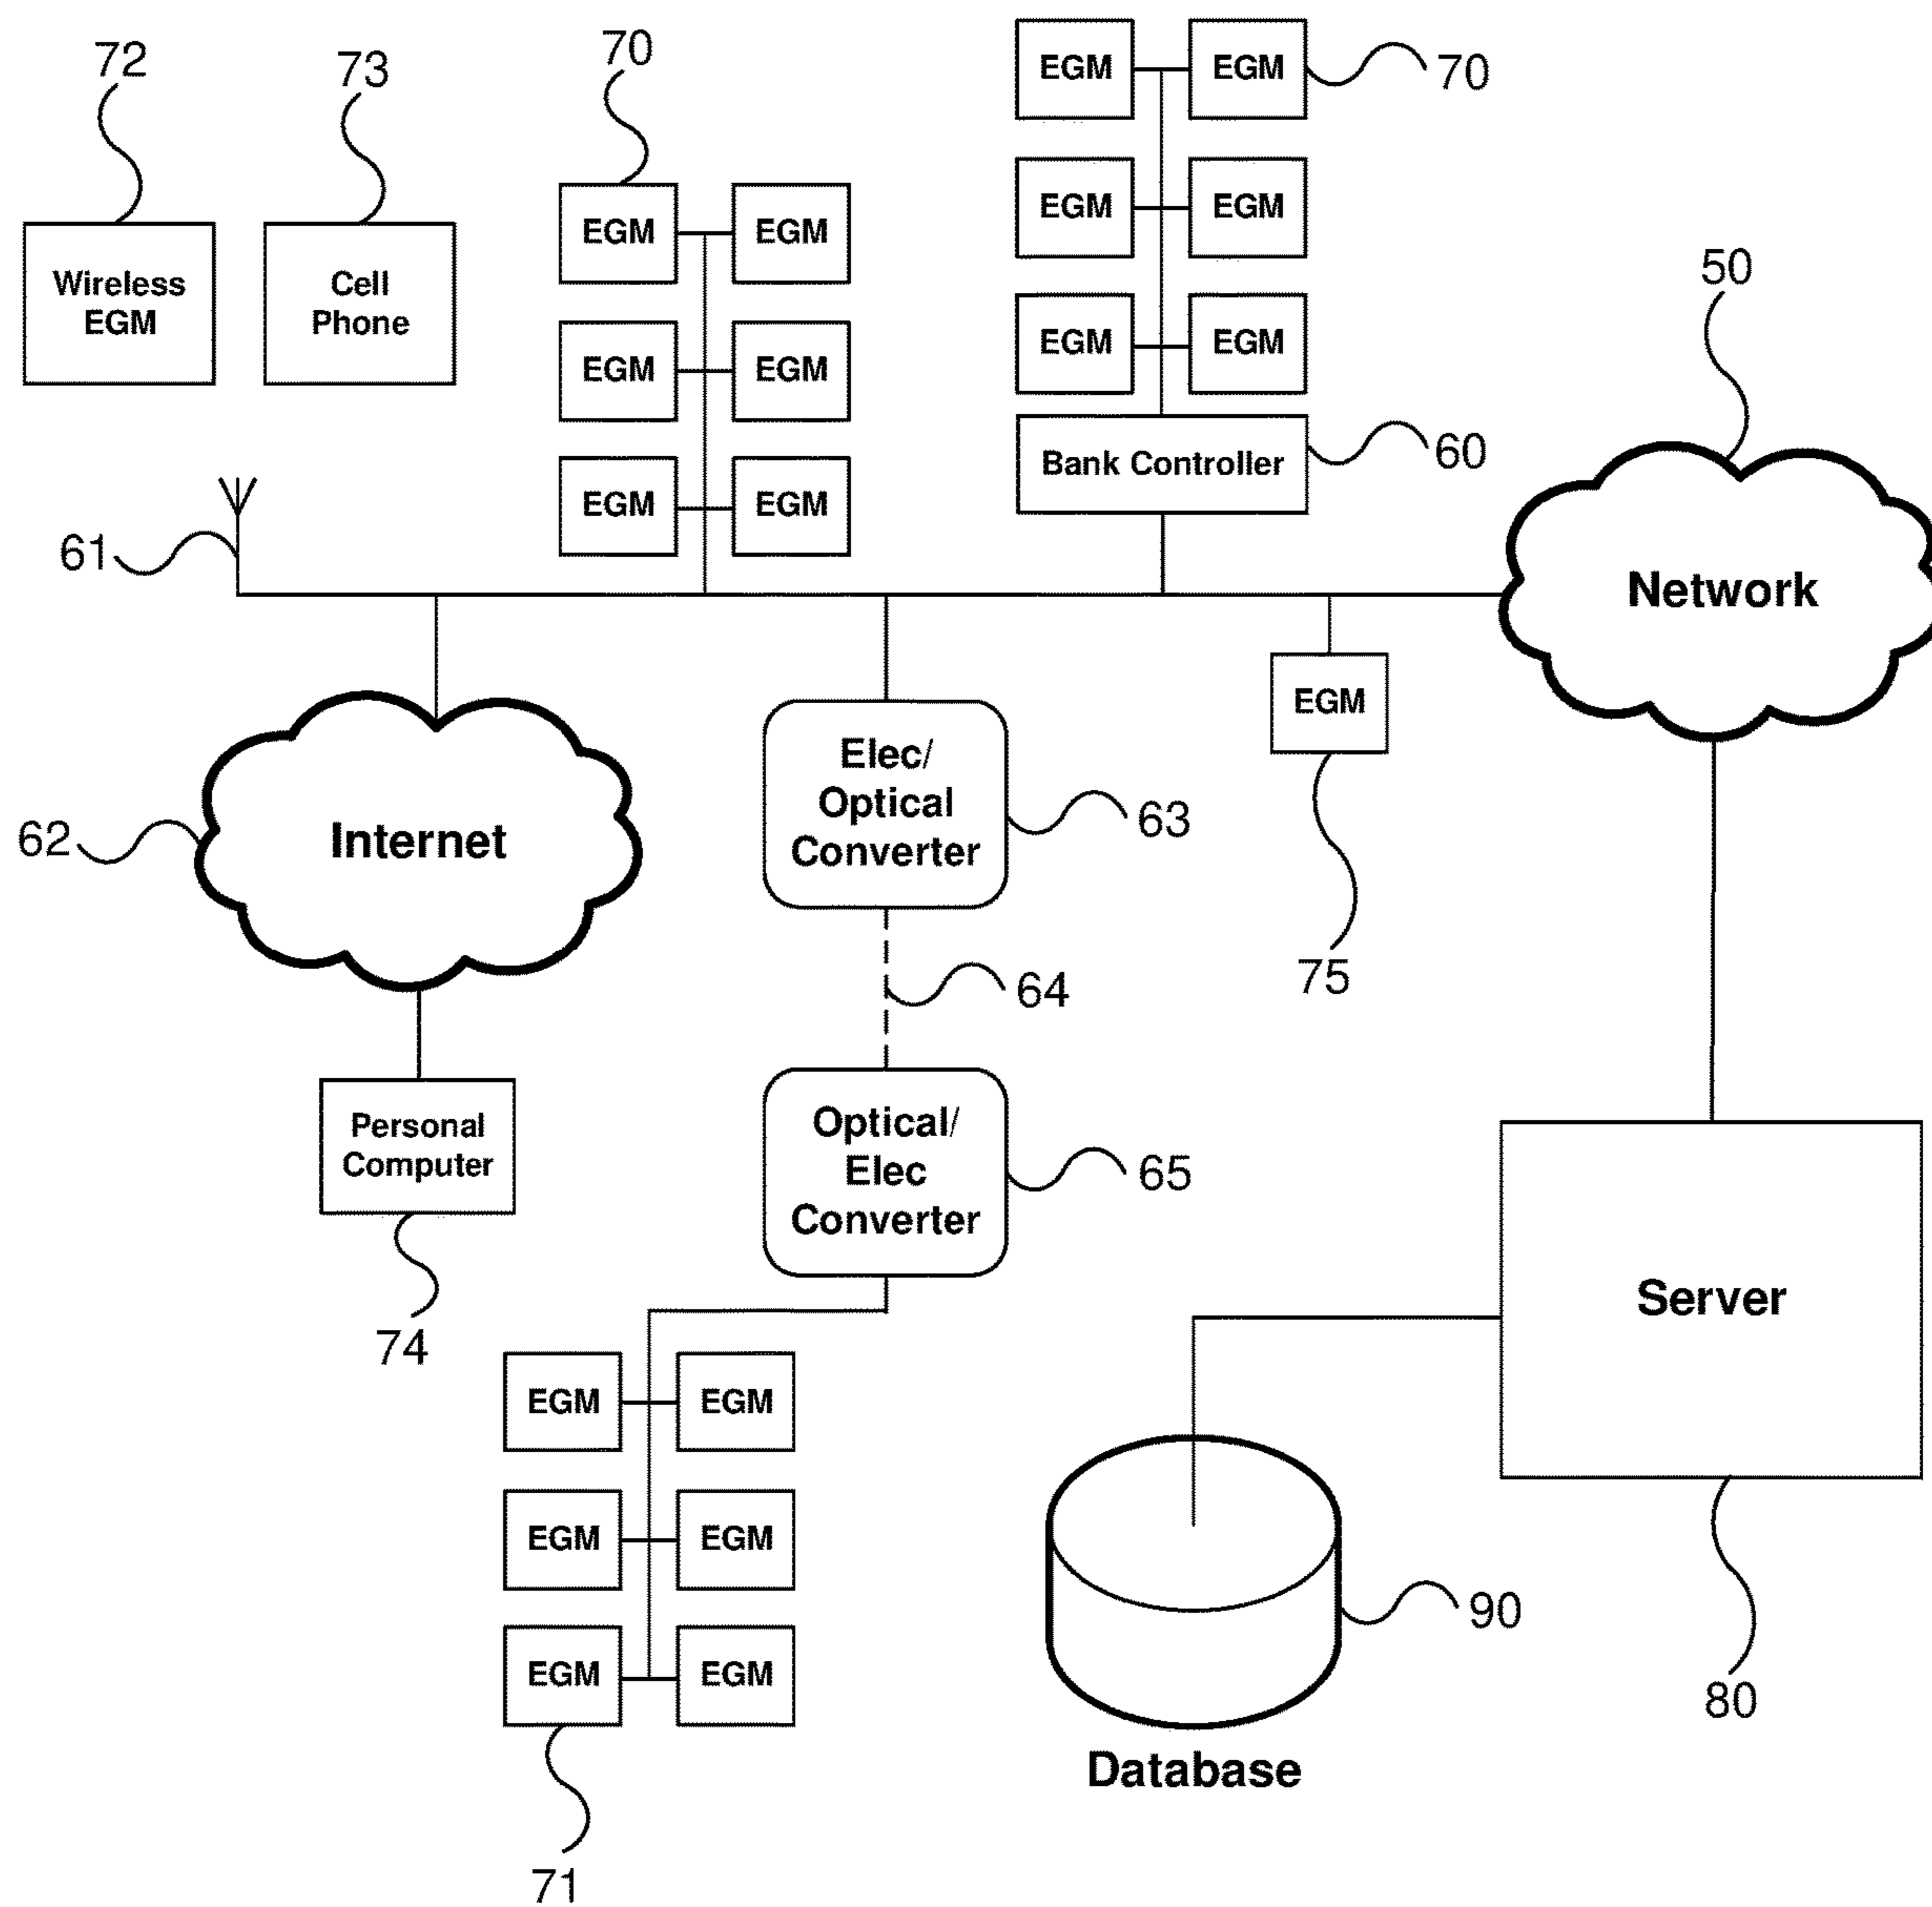 72
73
70
EGM EGM
70
Wireless
EGM
Cell
Phone
EGM EGM
EGM EGM
EGM EGM
EGM EGM
EGM EGM
50
Bank Controller
60
61
Network
EGM
Elec/
Optical
Converter
63
62
Internet
75
64
Personal
Computer
Optical/
Elec
Converter
65
74
Server
EGM EGM
EGM EGM
EGM EGM
90
80
Database
71